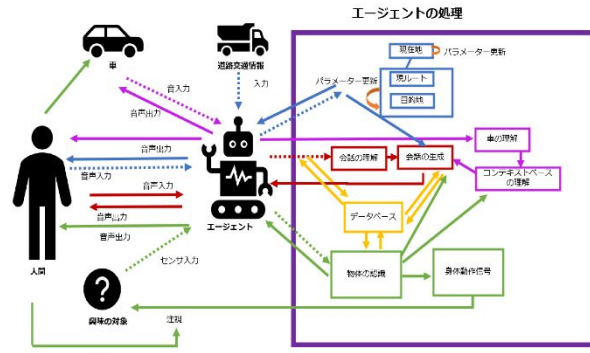 エージェントの処理
車
道路交通情報
現在地
パラメーター更新
音入力
入力
パラメーター更新
現ルート
目的地
音声出力
音声出力
音声入力
音声入力
音声出力
音声出力
エージェント
会話の理解
会話の生成
車の理解
コンテキストベース
の理解
データベース
人間
センサ入力
物体の認識
身体動作信号
?
興味の対象
注視